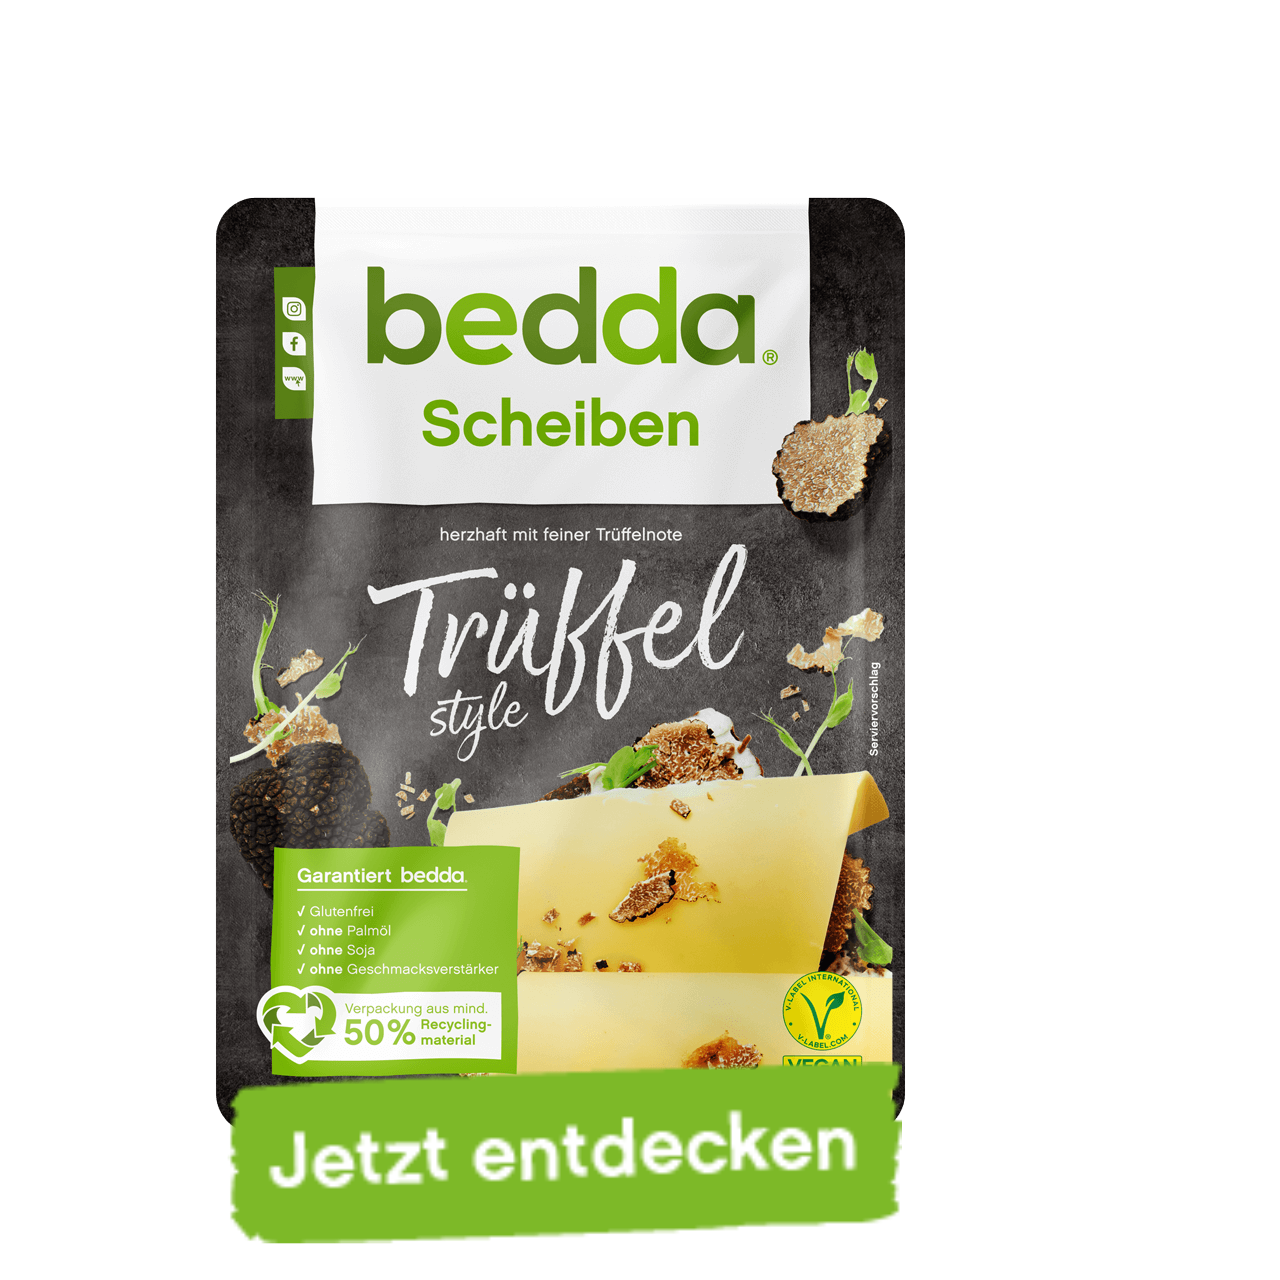 bedda®
Scheiben
www
herzhaft mit feiner Trüffelnote
Trüffel
style
Serviervorschlag
Garantiert bedda.
✓ Glutenfrei
✓ ohne Palmöl
✓ ohne Soja
✓ ohne Geschmacksverstärker
Verpackung aus mind.
50% Recycling-
material
V-LABEL INTERNATIONAL
V-LABEL.COM
VEGAN
Jetzt entdecken